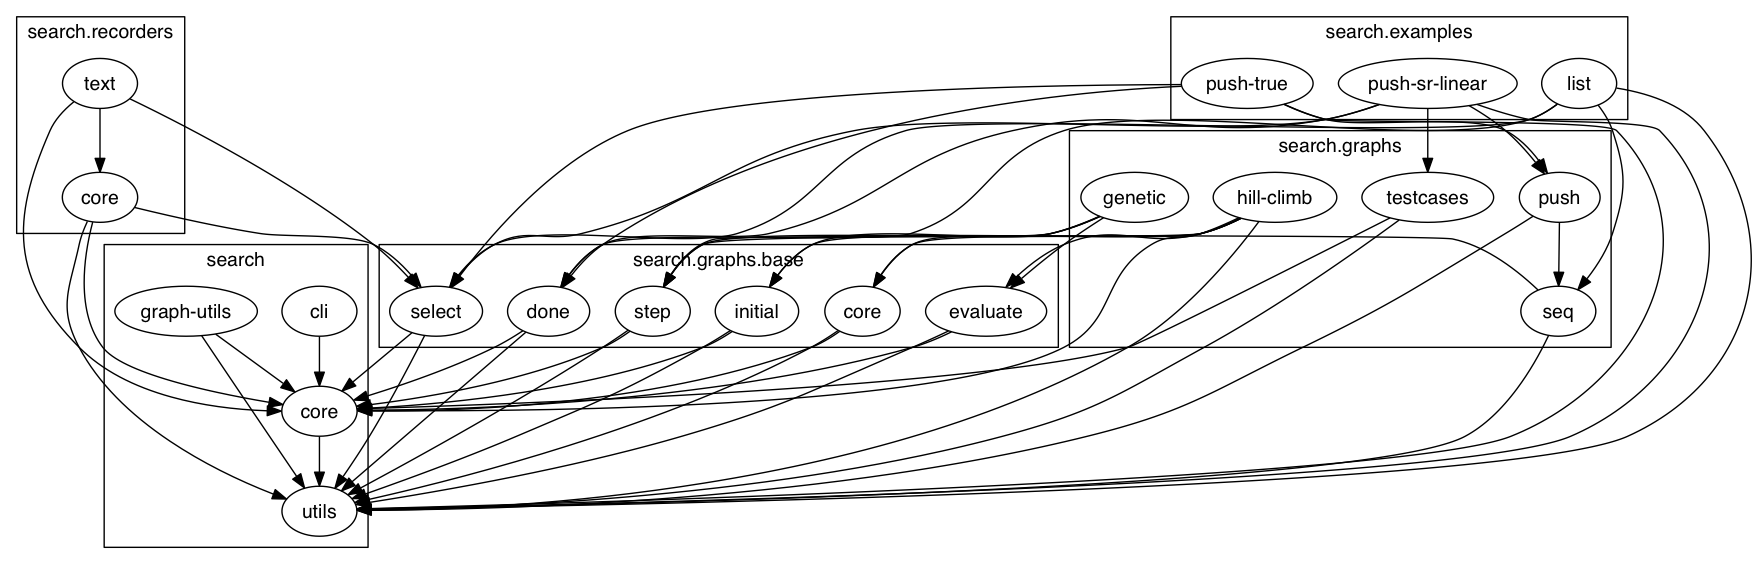 search.recorders
text
core
search.examples
push-true
push-sr-linear
list
search.graphs
genetic
hill-climb
testcases
push
seq
search
graph-utils
cli
core
utils
search.graphs.base
select
done
step
initial
core
evaluate